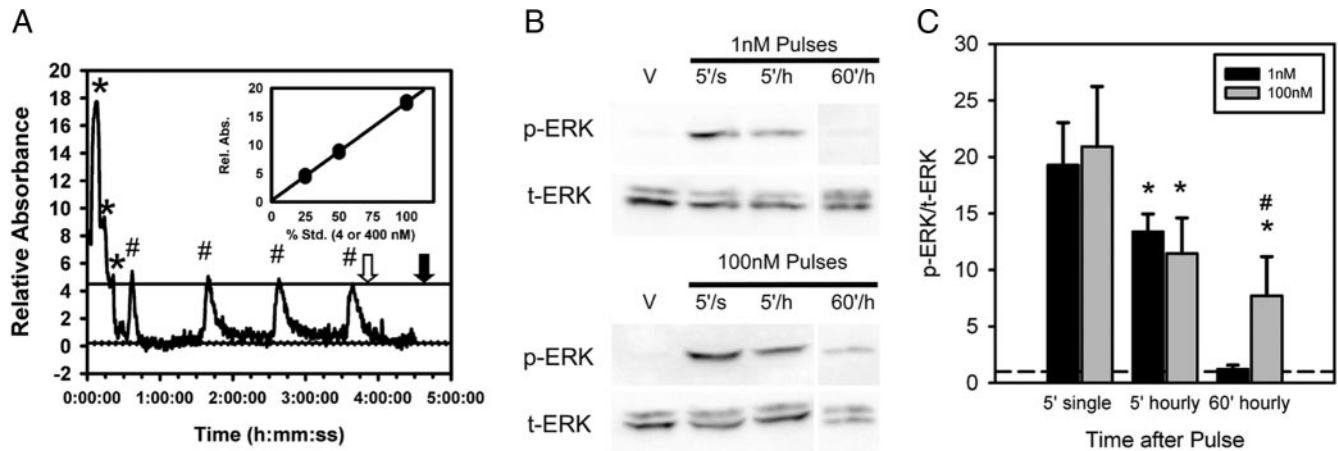 A
Relative Absorbance
20
18
16
14
12
10
8
6
4
2
0
-2
*
*
*
#
#
#
#
0:00:00
1:00:00
2:00:00
3:00:00
4:00:00
5:00:00
Time (h:mm:ss)
Rel. Abs.
20
15
10
5
0
25
50
75
100
% Std. (4 or 400 nM)
B
1nM Pulses
V 5'/s 5'/h 60'/h
p-ERK
t-ERK
100nM Pulses
V 5'/s 5'/h 60'/h
p-ERK
t-ERK
C
p-ERK/t-ERK
30
25
20
15
10
5
0
1nM
100nM
* *
#
*
5' single 5' hourly 60' hourly
Time after Pulse